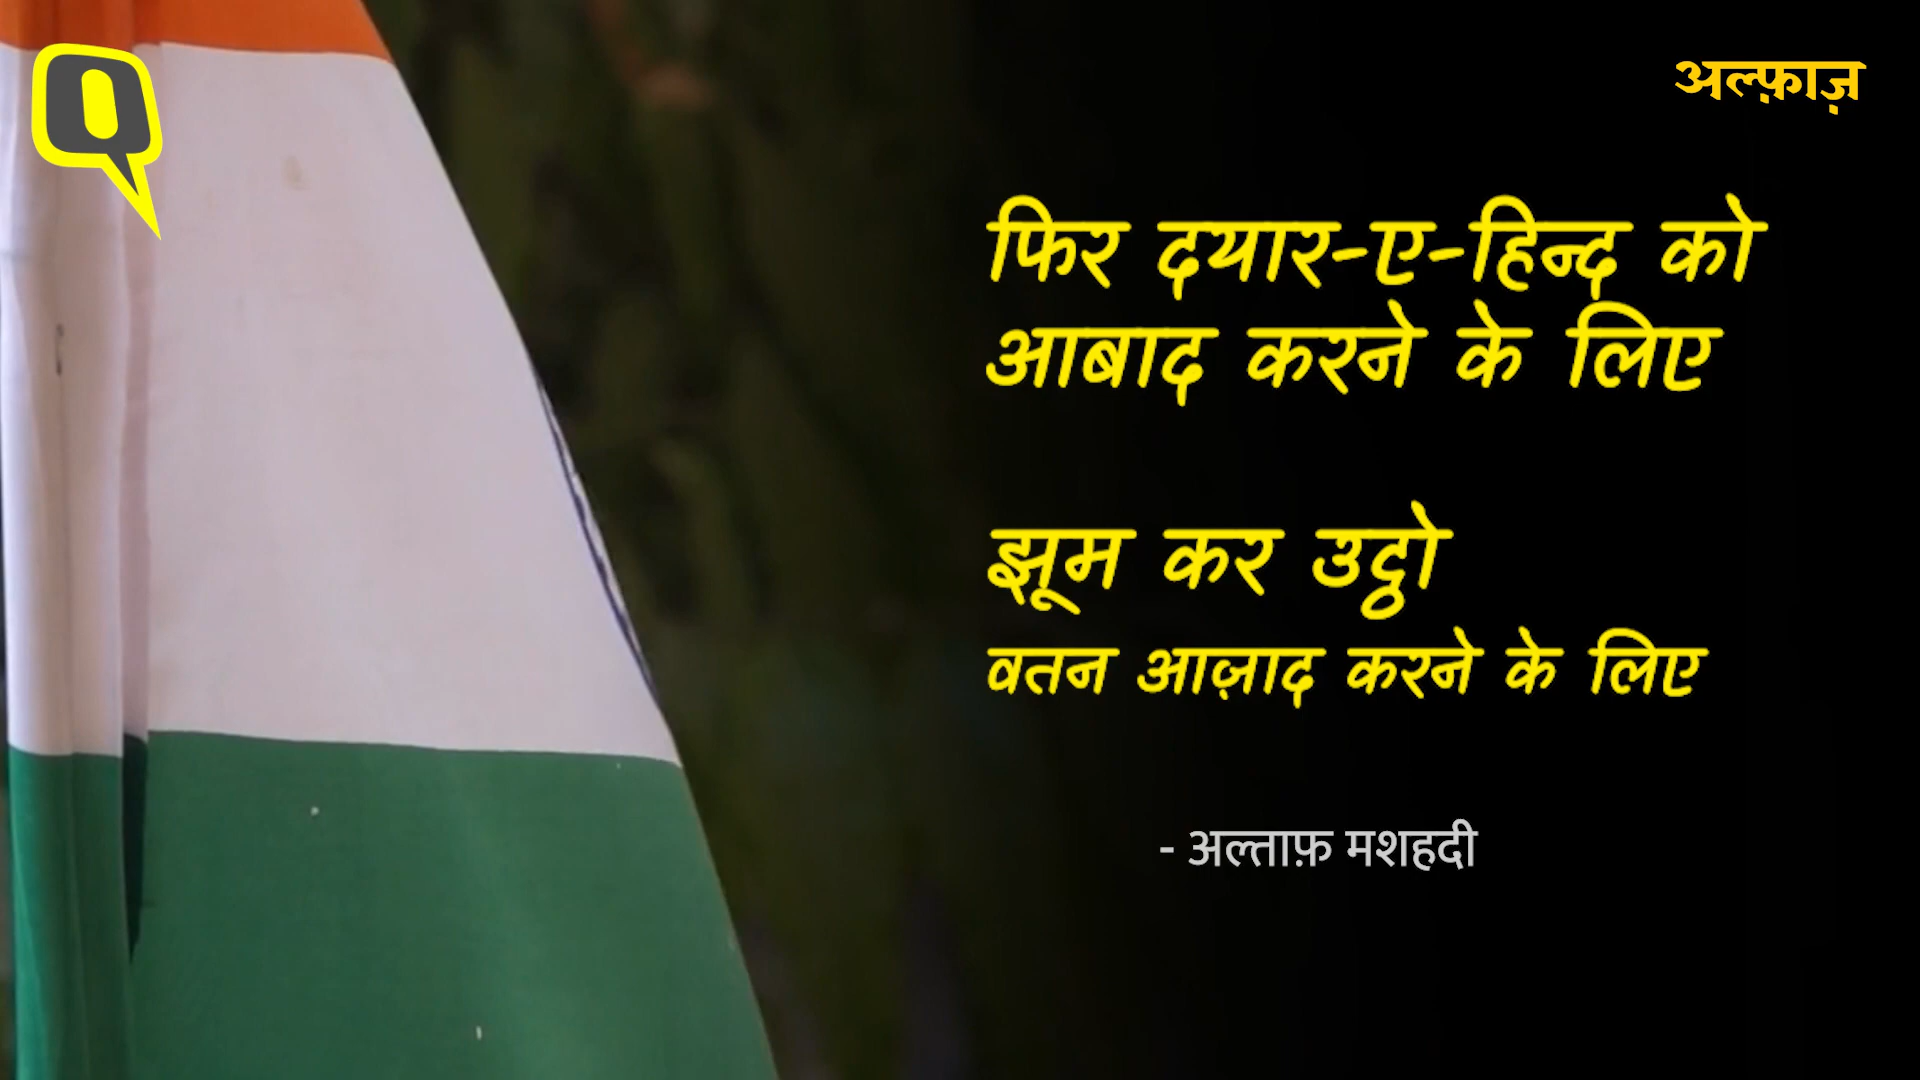 Q
अल्फ़ाज़
फिर दयार-ए-हिन्द को
आबाद करने के लिए
झूम कर उट्ठो
वतन आज़ाद करने के लिए
- अल्ताफ़ मशहदी